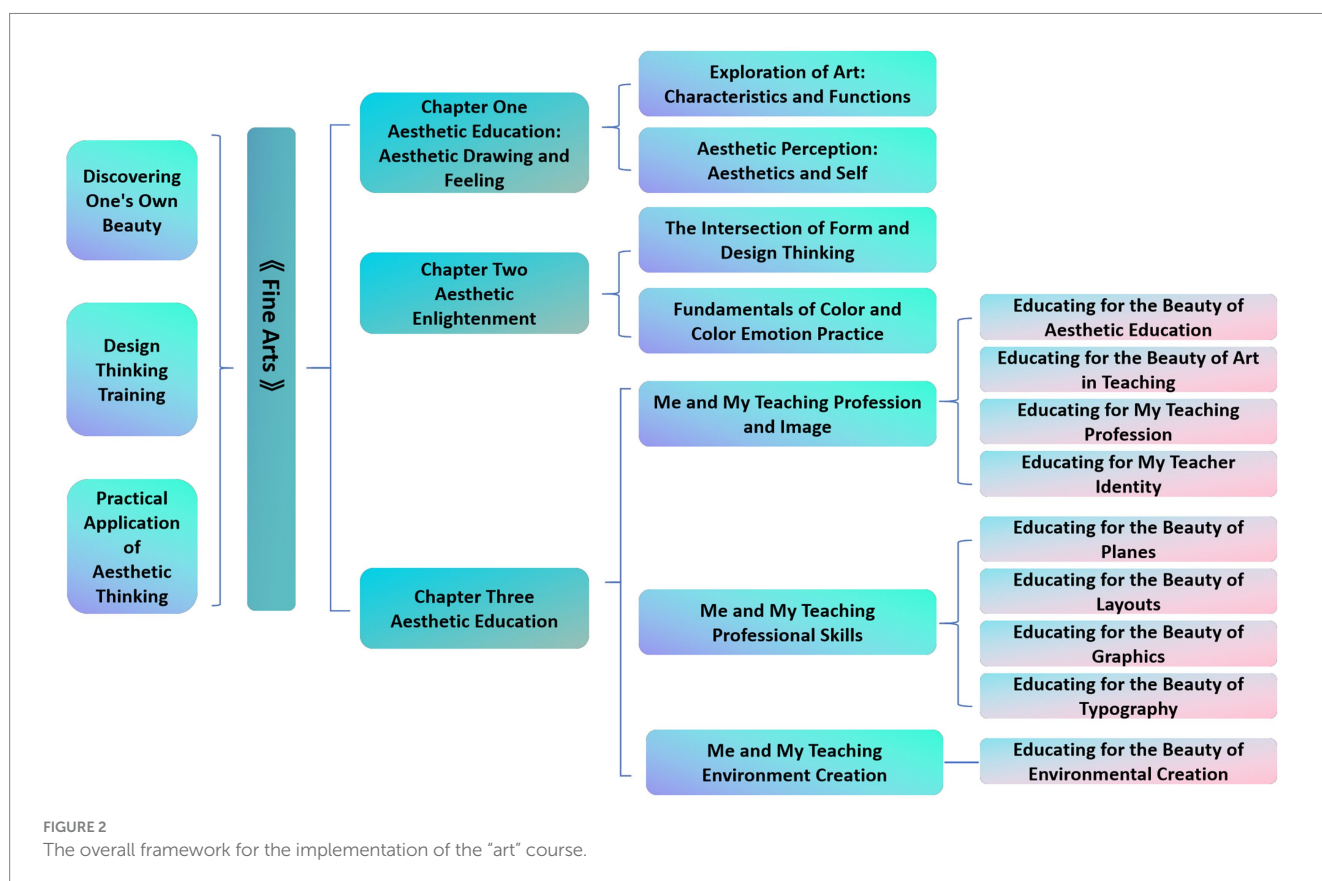 Discovering
One's Own
Beauty
Design
Thinking
Training
Practical
Application
of
Aesthetic
Thinking
《 Fine Arts 》
Chapter One
Aesthetic Education:
Aesthetic Drawing and
Feeling
Exploration of Art:
Characteristics and Functions
Aesthetic Perception:
Aesthetics and Self
Chapter Two
Aesthetic
Enlightenment
The Intersection of Form and
Design Thinking
Fundamentals of Color and
Color Emotion Practice
Chapter Three
Aesthetic Education
Me and My Teaching Profession
and Image
Educating for the Beauty of
Aesthetic Education
Educating for the Beauty of Art
in Teaching
Educating for My Teaching
Profession
Educating for My Teacher
Identity
Me and My Teaching
Professional Skills
Educating for the Beauty of
Planes
Educating for the Beauty of
Layouts
Educating for the Beauty of
Graphics
Educating for the Beauty of
Typography
Me and My Teaching
Environment Creation
Educating for the Beauty of
Environmental Creation
FIGURE 2
The overall framework for the implementation of the “art” course.